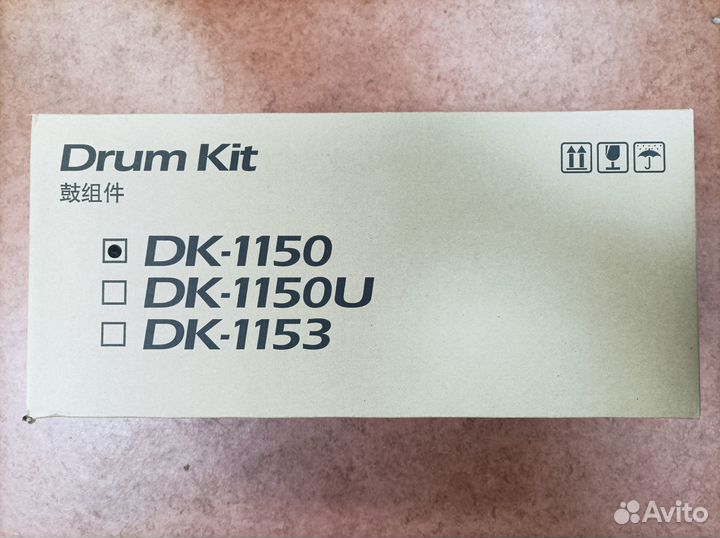 Drum Kit
鼓组件
DK-1150
DK-1150U
DK-1153
Avito